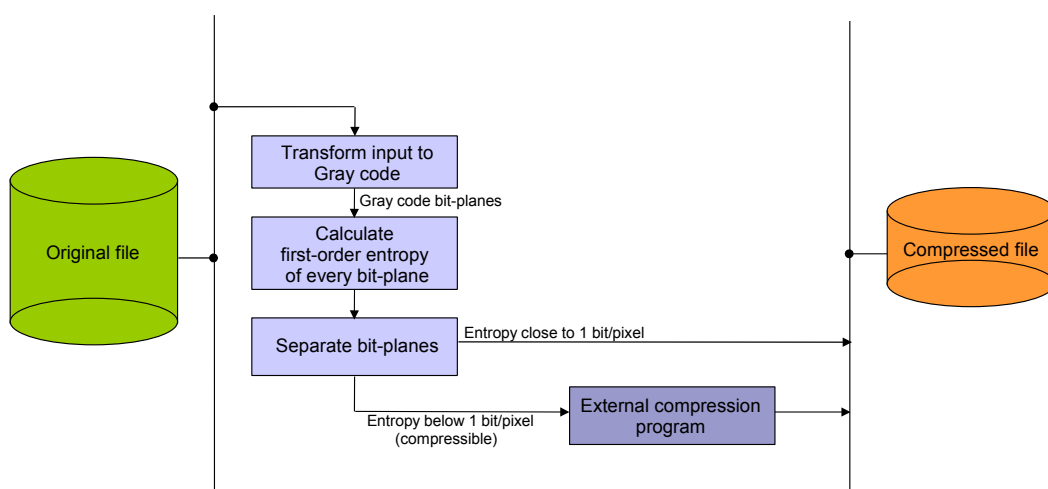 Transform input to
Gray code
Gray code bit-planes
Original file
Calculate
first-order entropy
of every bit-plane
Compressed file
Separate bit-planes
Entropy close to 1 bit/pixel
Entropy below 1 bit/pixel
(compressible)
External compression
program